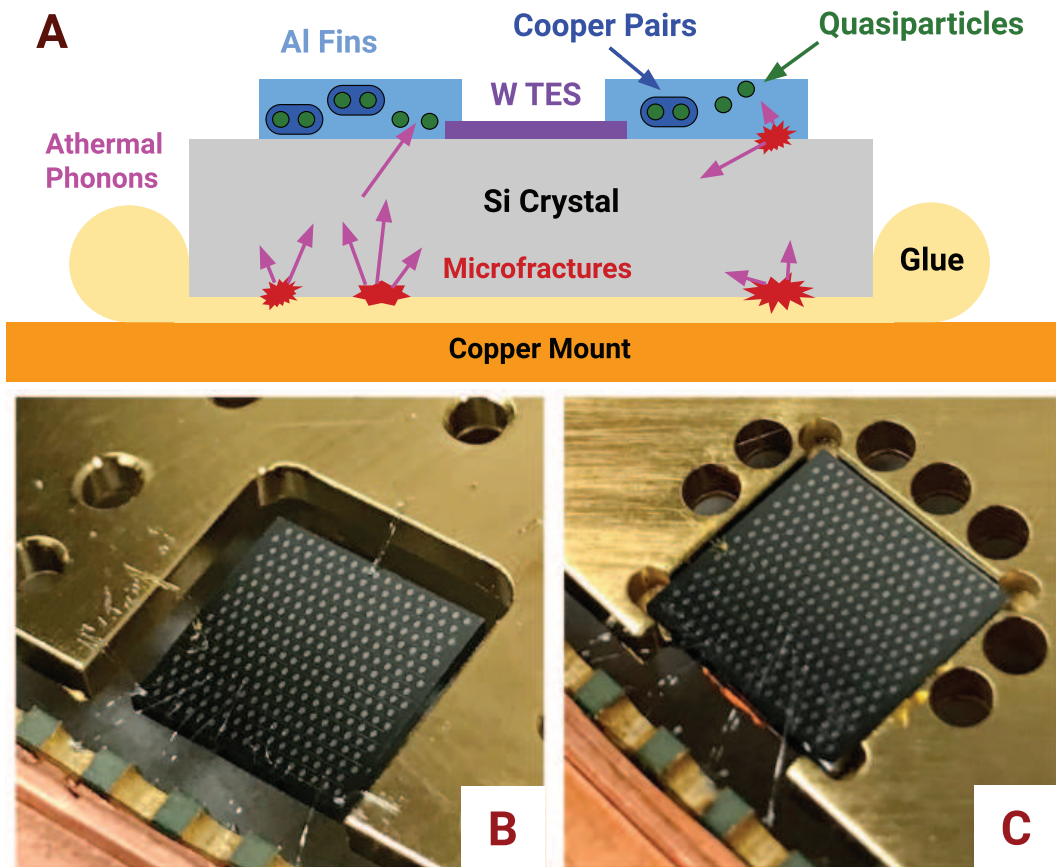 A
Al Fins
Cooper Pairs
Quasiparticles
W TES
Athermal
Phonons
Si Crystal
Microfractures
Glue
Copper Mount
B
C